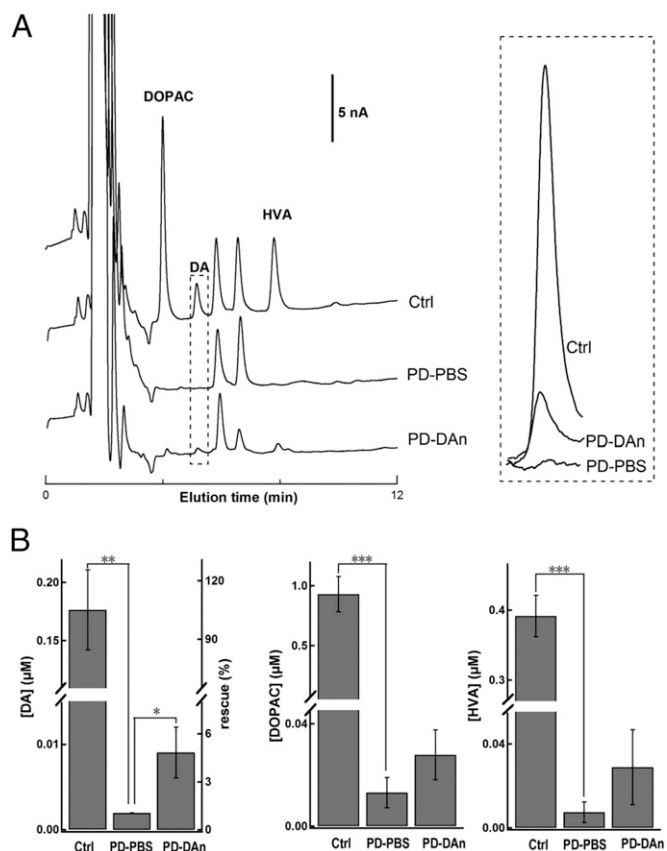 A
DOPAC
5 nA
HVA
DA
Ctrl
PD-PBS
PD-DAn
0
Elution time (min)
12
Ctrl
PD-DAn
PD-PBS
B
**
*
[DA] (μM)
0.20
0.15
0.01
0.00
rescue (%)
120
90
6
3
0
Ctrl PD-PBS PD-DAn
***
[DOPAC] (μM)
1.0
0.5
0.04
0.00
Ctrl PD-PBS PD-DAn
***
[HVA] (μM)
0.4
0.3
0.04
0.00
Ctrl PD-PBS PD-DAn